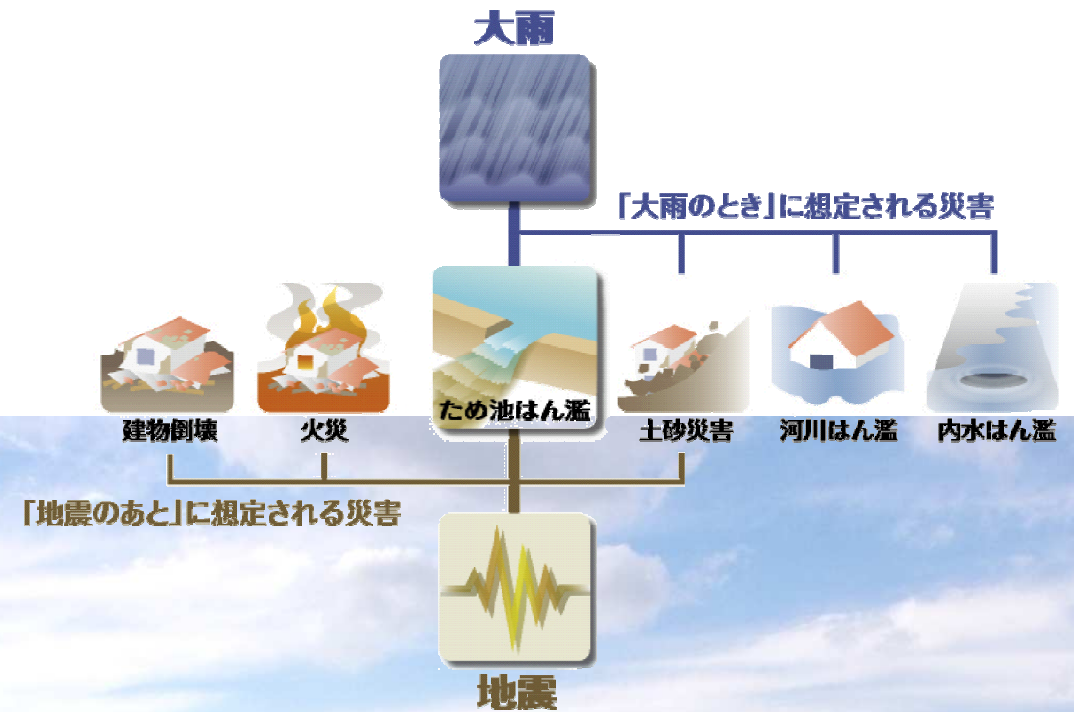 大雨
「大雨のとき」に想定される災害
建物倒壊
火災
ため池はん濫
土砂災害
河川はん濫
内水はん濫
「地震のあと」に想定される災害
地震